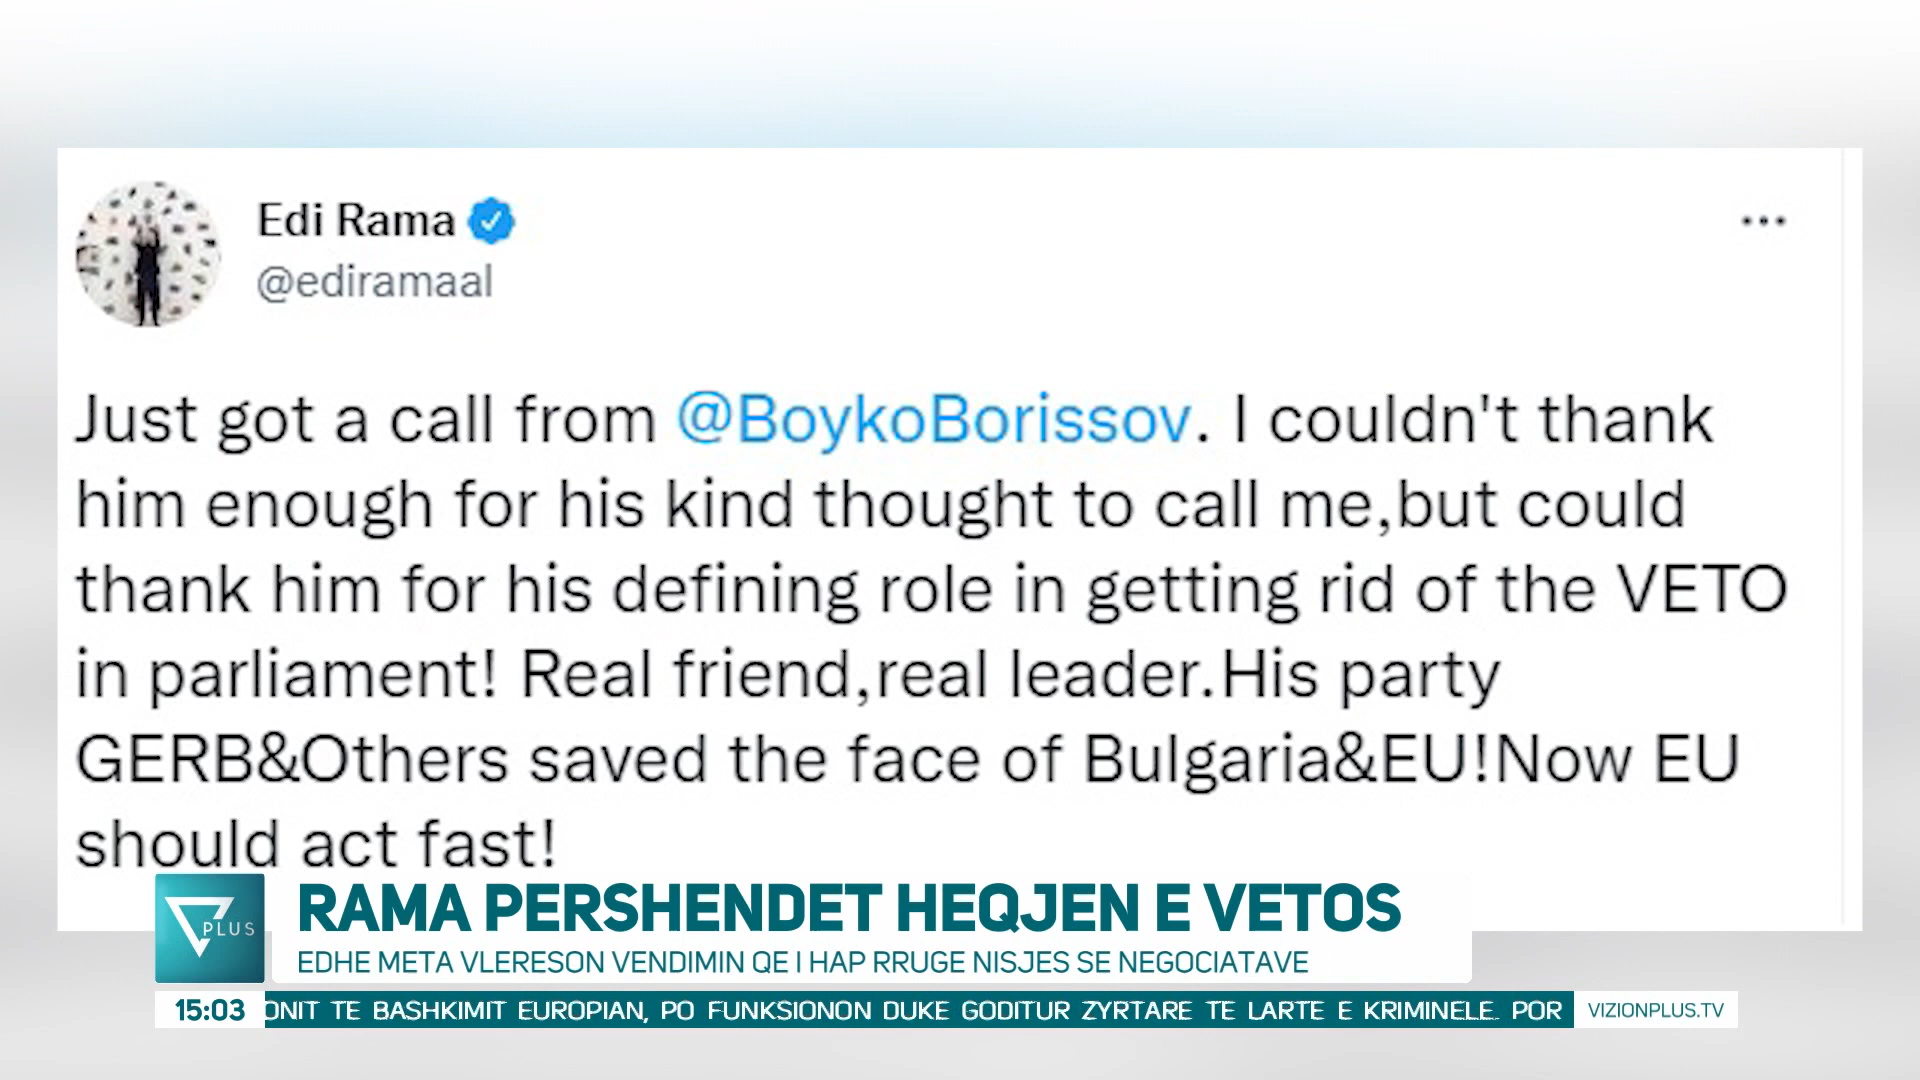 Edi Rama
@ediramaal
Just got a call from @BoykoBorissov. I couldn't thank
him enough for his kind thought to call me,but could
thank him for his defining role in getting rid of the VETO
in parliament! Real friend,real leader.His party
GERB&Others saved the face of Bulgaria&EU!Now EU
should act fast!
PLUS
RAMA PERSHENDET HEQJEN E VETOS
EDHE META VLERESON VENDIMIN QE I HAP RRUGE NISJES SE NEGOCIATAVE
15:03 ONIT TE BASHKIMIT EUROPIAN, PO FUNKSIONON DUKE GODITUR ZYRTARE TE LARTE E KRIMINELE. POR VIZIONPLUS.TV